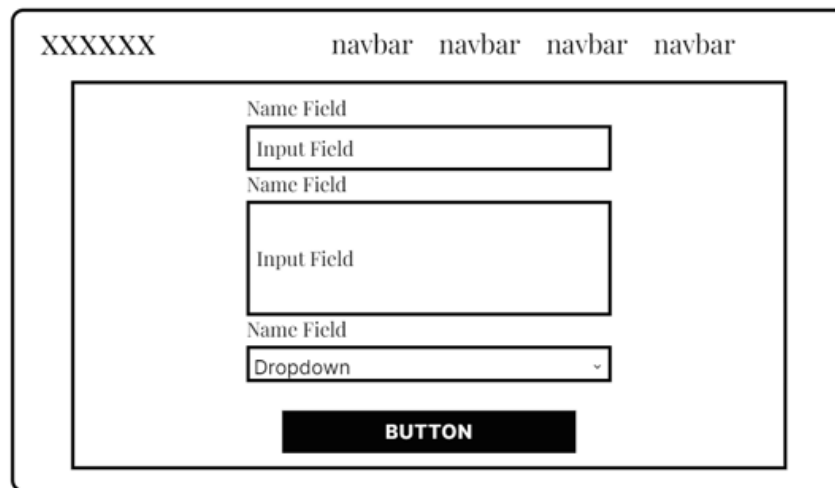 XXXXXX navbar navbar navbar navbar
Name Field
Input Field
Name Field
Input Field
Name Field
Dropdown
BUTTON